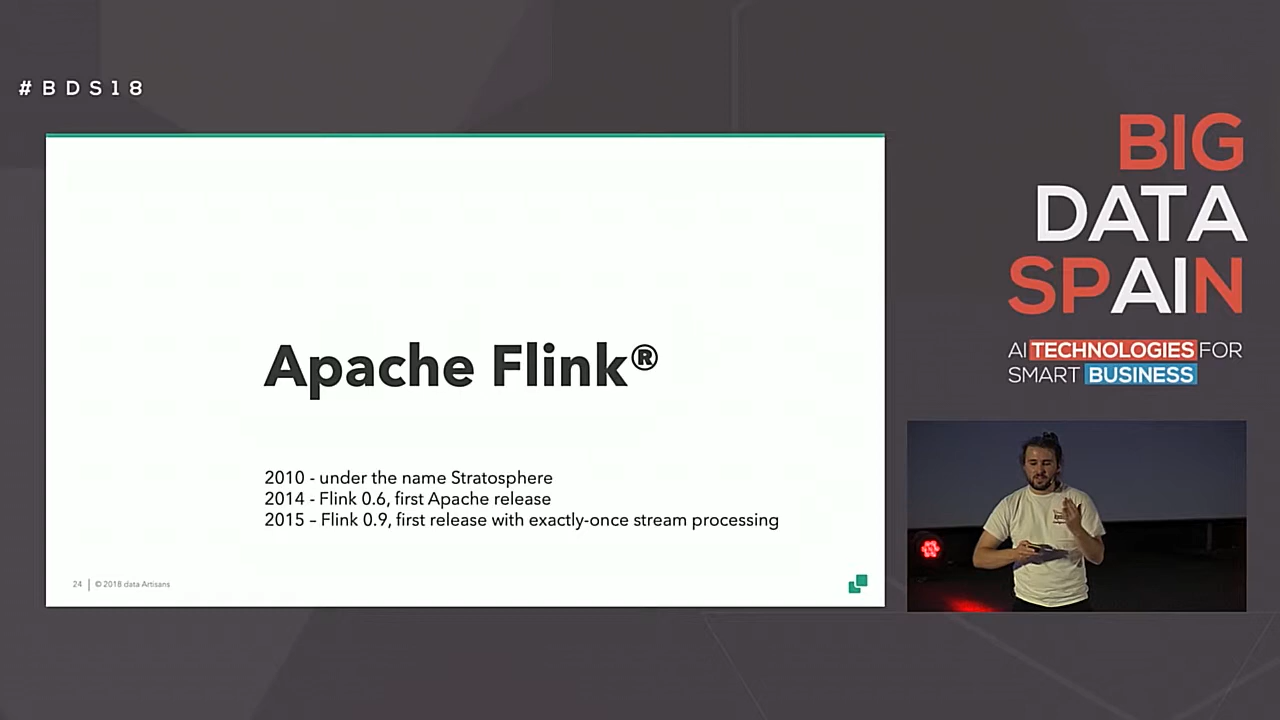 #BDS18
Apache Flink®
2010 - under the name Stratosphere
2014 - Flink 0.6, first Apache release
2015 – Flink 0.9, first release with exactly-once stream processing
24 | © 2018 data Artisans
BIG
DATA
SPAIN
AI TECHNOLOGIES FOR
SMART BUSINESS